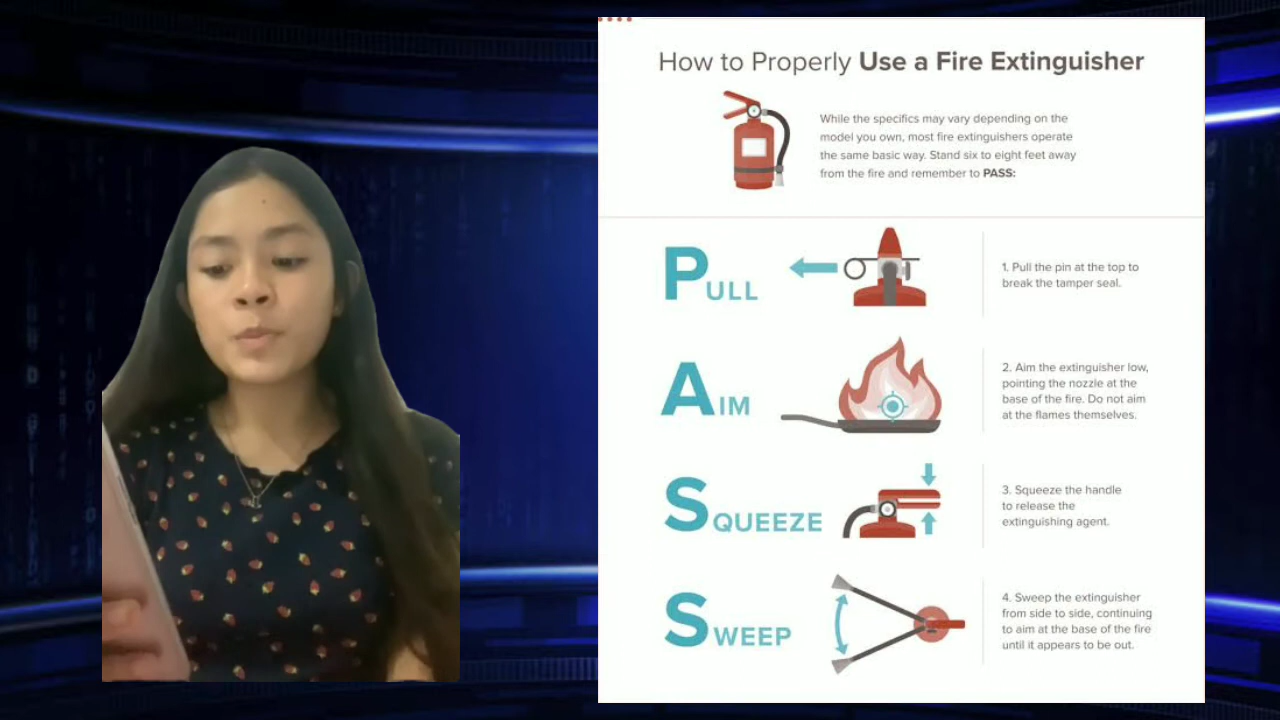 How to Properly Use a Fire Extinguisher
While the specifics may vary depending on the
model you own, most fire extinguishers operate
the same basic way. Stand six to eight feet away
from the fire and remember to PASS:
PULL
1. Pull the pin at the top to
break the tamper seal.
AIM
2. Aim the extinguisher low,
pointing the nozzle at the
base of the fire. Do not aim
at the flames themselves.
SQUEEZE
3. Squeeze the handle
to release the
extinguishing agent.
SWEEP
4. Sweep the extinguisher
from side to side, continuing
to aim at the base of the fire
until it appears to be out.